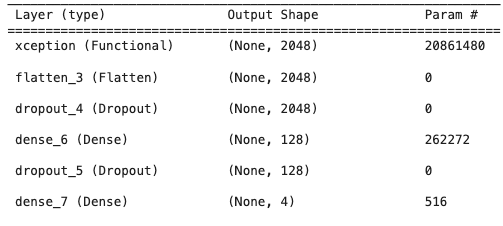 Layer (type) Output Shape Param #
=================================================================
xception (Functional) (None, 2048) 20861480
flatten_3 (Flatten) (None, 2048) 0
dropout_4 (Dropout) (None, 2048) 0
dense_6 (Dense) (None, 128) 262272
dropout_5 (Dropout) (None, 128) 0
dense_7 (Dense) (None, 4) 516